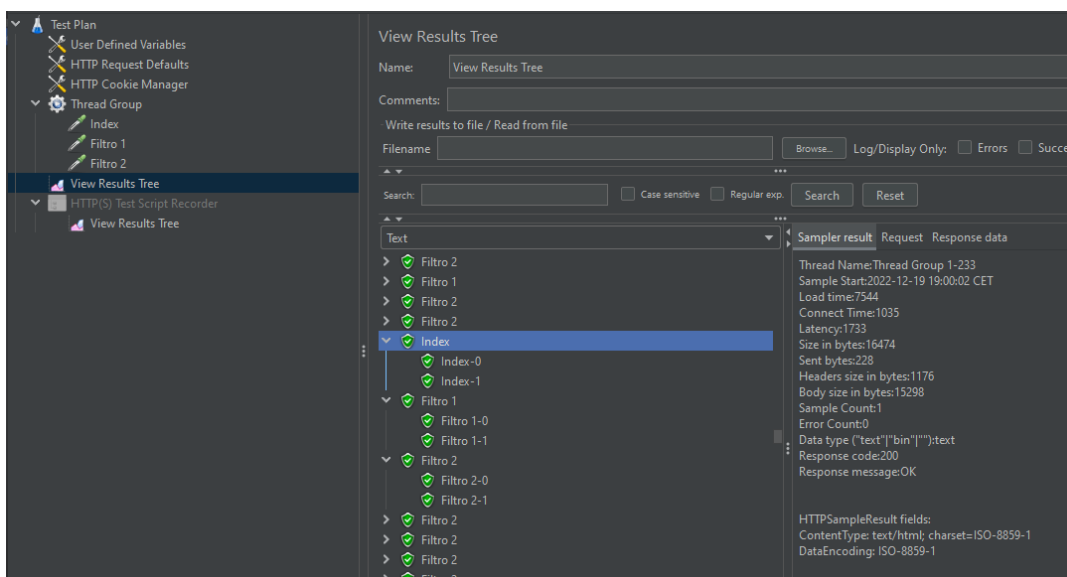 Test Plan
User Defined Variables
HTTP Request Defaults
HTTP Cookie Manager
Thread Group
Index
Filtro 1
Filtro 2
View Results Tree
HTTP(S) Test Script Recorder
View Results Tree
View Results Tree
Name: View Results Tree
Comments:
Write results to file / Read from file
Filename Browse... Log/Display Only: Errors Succe
Search: Case sensitive Regular exp. Search Reset
Text
Filtro 2
Filtro 1
Filtro 2
Filtro 2
Index
Index-0
Index-1
Filtro 1
Filtro 1-0
Filtro 1-1
Filtro 2
Filtro 2-0
Filtro 2-1
Filtro 2
Filtro 2
Filtro 2
Sampler result Request Response data
Thread Name:Thread Group 1-233
Sample Start:2022-12-19 19:00:02 CET
Load time:7544
Connect Time:1035
Latency:1733
Size in bytes:16474
Sent bytes:228
Headers size in bytes:1176
Body size in bytes:15298
Sample Count:1
Error Count:0
Data type ("text"|"bin"|""):text
Response code:200
Response message:OK
HTTPSampleResult fields:
ContentType: text/html; charset=ISO-8859-1
DataEncoding: ISO-8859-1